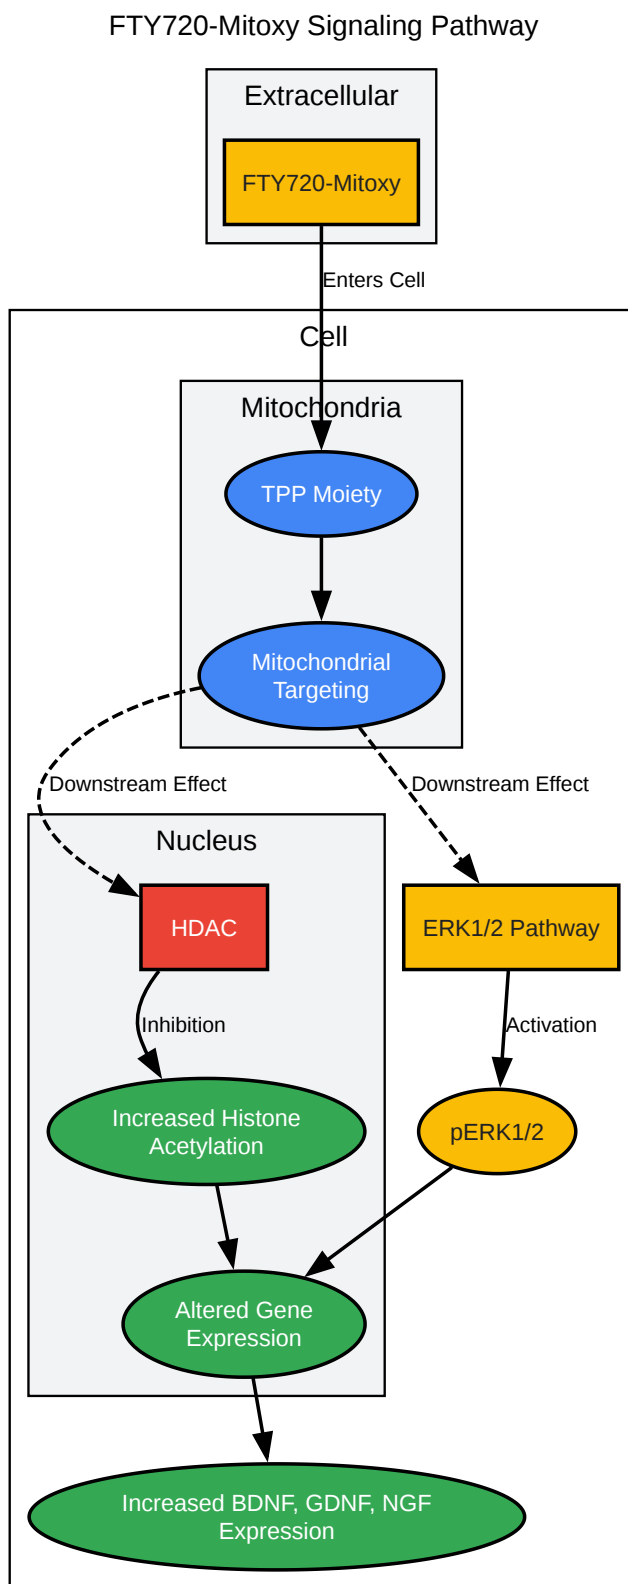 FTY720-Mitoxy Signaling Pathway
Extracellular
FTY720-Mitoxy
Enters Cell
Cell
Mitochondria
TPP Moiety
Mitochondrial
Targeting
Downstream Effect
Downstream Effect
Nucleus
HDAC
ERK1/2 Pathway
Inhibition
Activation
Increased Histone
Acetylation
pERK1/2
Altered Gene
Expression
Increased BDNF, GDNF, NGF
Expression